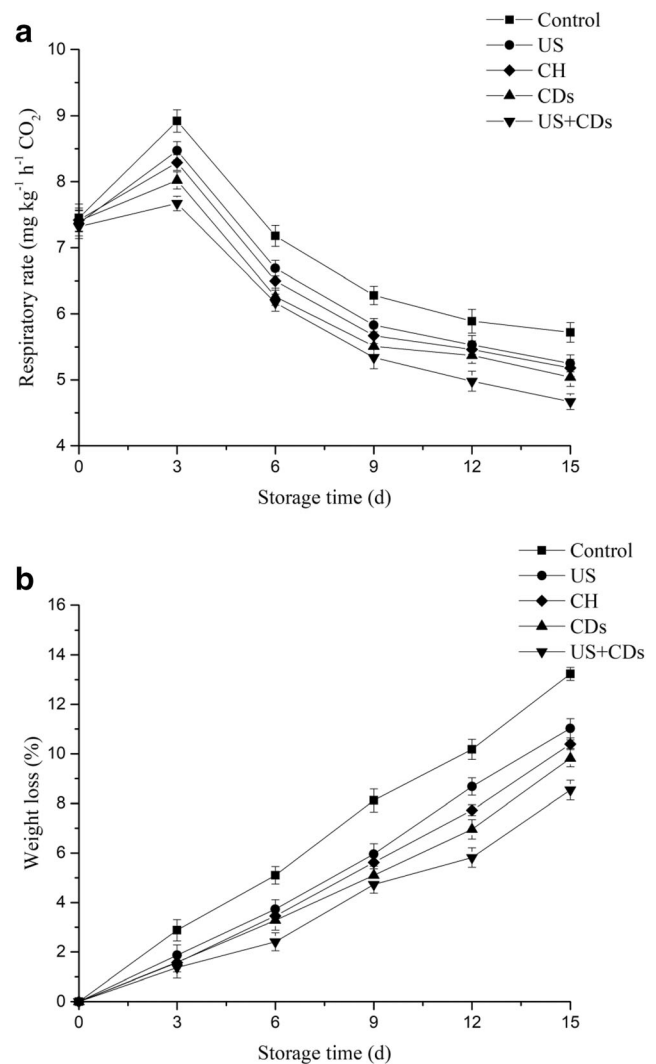 a
Control
US
CH
CDs
US+CDs
10
9
8
7
6
5
4
Respiratory rate (mg kg⁻¹ h⁻¹ CO₂)
0 3 6 9 12 15
Storage time (d)
b
Control
US
CH
CDs
US+CDs
16
14
12
10
8
6
4
2
0
Weight loss (%)
0 3 6 9 12 15
Storage time (d)